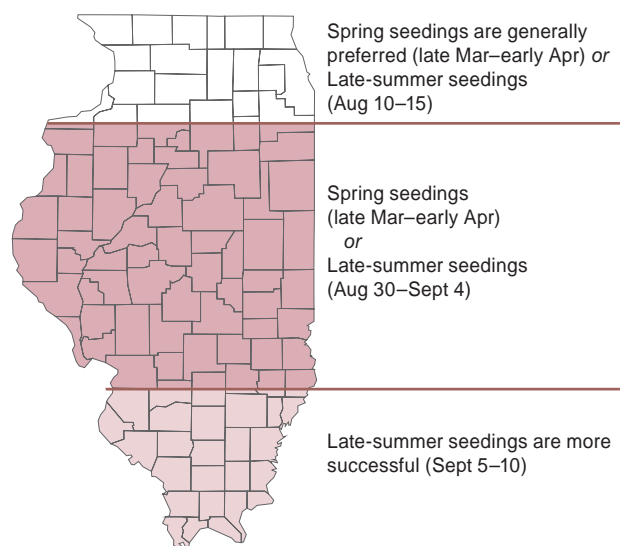 Spring seedings are generally
preferred (late Mar–early Apr) or
Late-summer seedings
(Aug 10–15)
Spring seedings
(late Mar–early Apr)
or
Late-summer seedings
(Aug 30–Sept 4)
Late-summer seedings are more
successful (Sept 5–10)